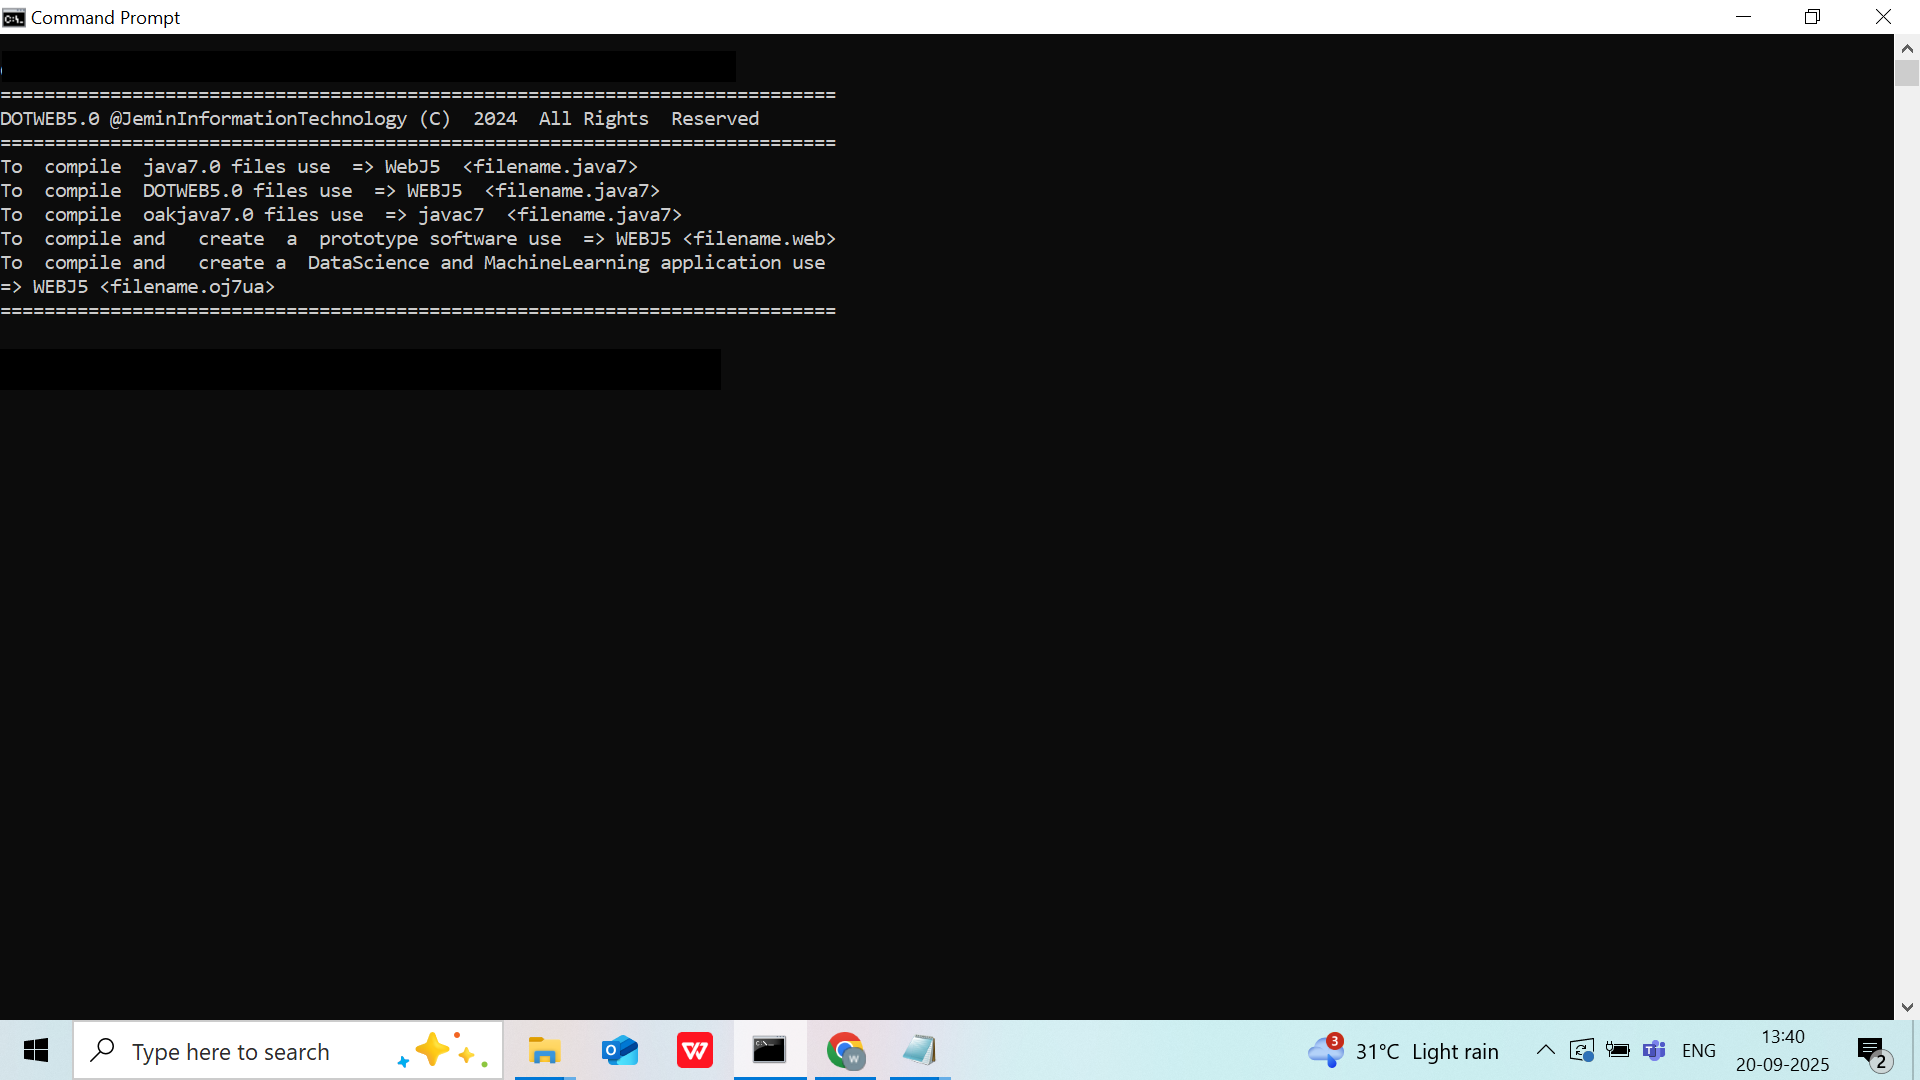 Command Prompt
============================================================================
DOTWEB5.0 @JeminInformationTechnology (C)  2024  All Rights  Reserved
============================================================================
To  compile  java7.0 files use  => WebJ5  <filename.java7>
To  compile  DOTWEB5.0 files use  => WEBJ5  <filename.java7>
To  compile  oakjava7.0 files use  => javac7  <filename.java7>
To  compile and   create  a  prototype software use  => WEBJ5 <filename.web>
To  compile and   create a  DataScience and MachineLearning application use
=> WEBJ5 <filename.oj7ua>
============================================================================
Type here to search
3
31°C  Light rain
ENG
13:40
20-09-2025
2